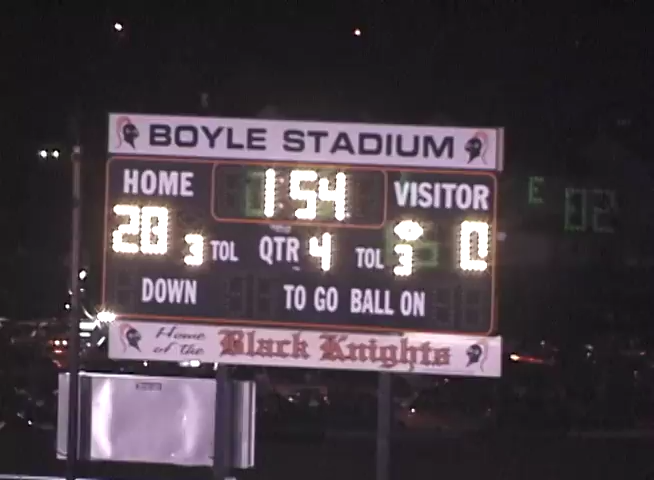 BOYLE STADIUM
HOME 1:54 VISITOR
28 3 TOL QTR 4 TOL 3 0
DOWN TO GO BALL ON
Home of the Black Knights